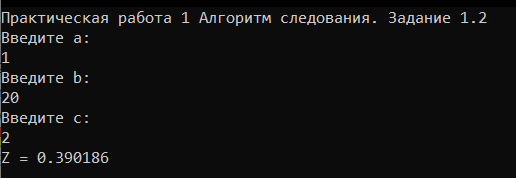 Практическая работа 1 Алгоритм следования. Задание 1.2
Введите a:
1
Введите b:
20
Введите c:
2
Z = 0.390186